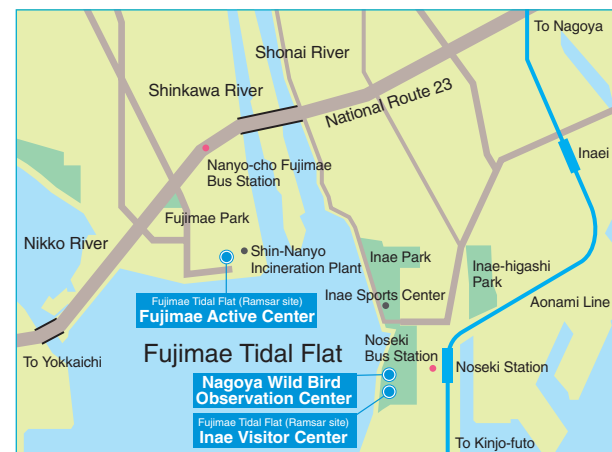 To Nagoya
Shonai River
Shinkawa River
National Route 23
Inaei
Nanyo-cho Fujimae
Bus Station
Fujimae Park
Nikko River
Shin-Nanyo
Incineration Plant
Inae Park
Inae-higashi
Park
Fujimae Tidal Flat (Ramsar site)
Fujimae Active Center
Inae Sports Center
Aonami Line
To Yokkaichi
Fujimae Tidal Flat
Noseki
Bus Station
Noseki Station
Nagoya Wild Bird
Observation Center
Fujimae Tidal Flat (Ramsar site)
Inae Visitor Center
To Kinjo-futo